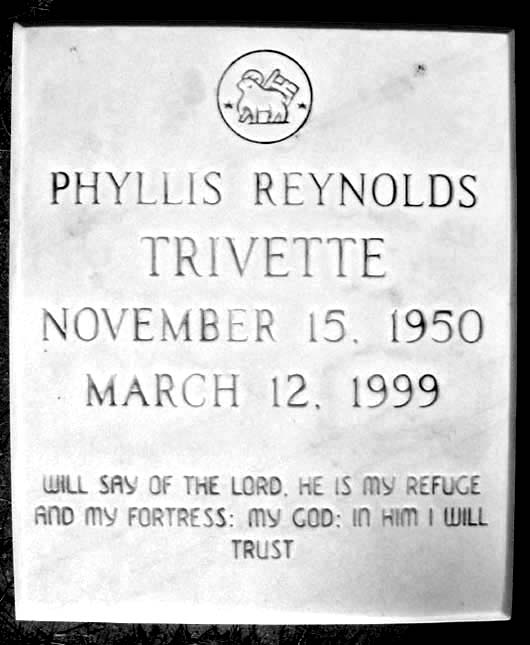 PHYLLIS REYNOLDS
TRIVETTE
NOVEMBER 15, 1950
MARCH 12, 1999
WILL SAY OF THE LORD, HE IS MY REFUGE
AND MY FORTRESS: MY GOD: IN HIM I WILL
TRUST